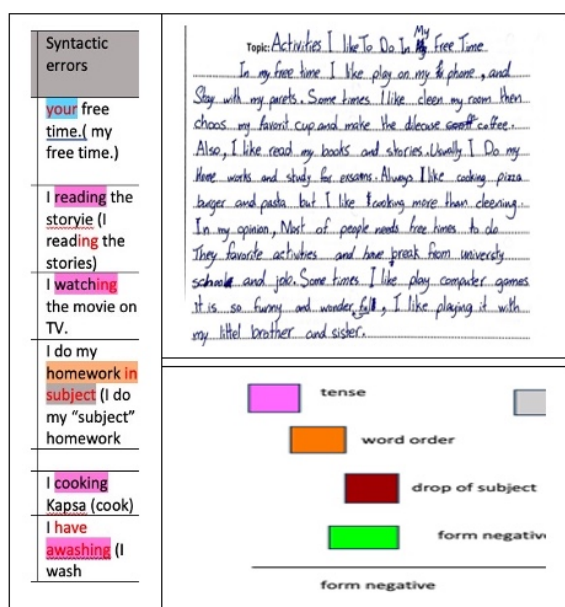 Syntactic
errors
your free
time.( my
free time.)
I reading the
storyie (I
reading the
stories)
I watching
the movie on
TV.
I do my
homework in
subject (I do
my “subject”
homework
I cooking
Kapsa (cook)
I have
awashing (I
wash
Topic: Activities I like To Do In My Free Time
In my free time I like play on my phone, and
Stay with my parets. Some times I like cleen my room then
choos my favorit cup and make the coffee.
Also, I like read my books and stories. Usually I Do my
Home works and study for exsams. Always I like cooking pizza
burger and pasta but I like cooking more than cleening.
In my opinion, Most of people needs free times to do
They favorite activities and have break from universty
school and job. Some times I like play computer games
it is so funny and wonderfull, I like playing it with
my littel brother and sister.
tense
word order
drop of subject
form negativ
form negative